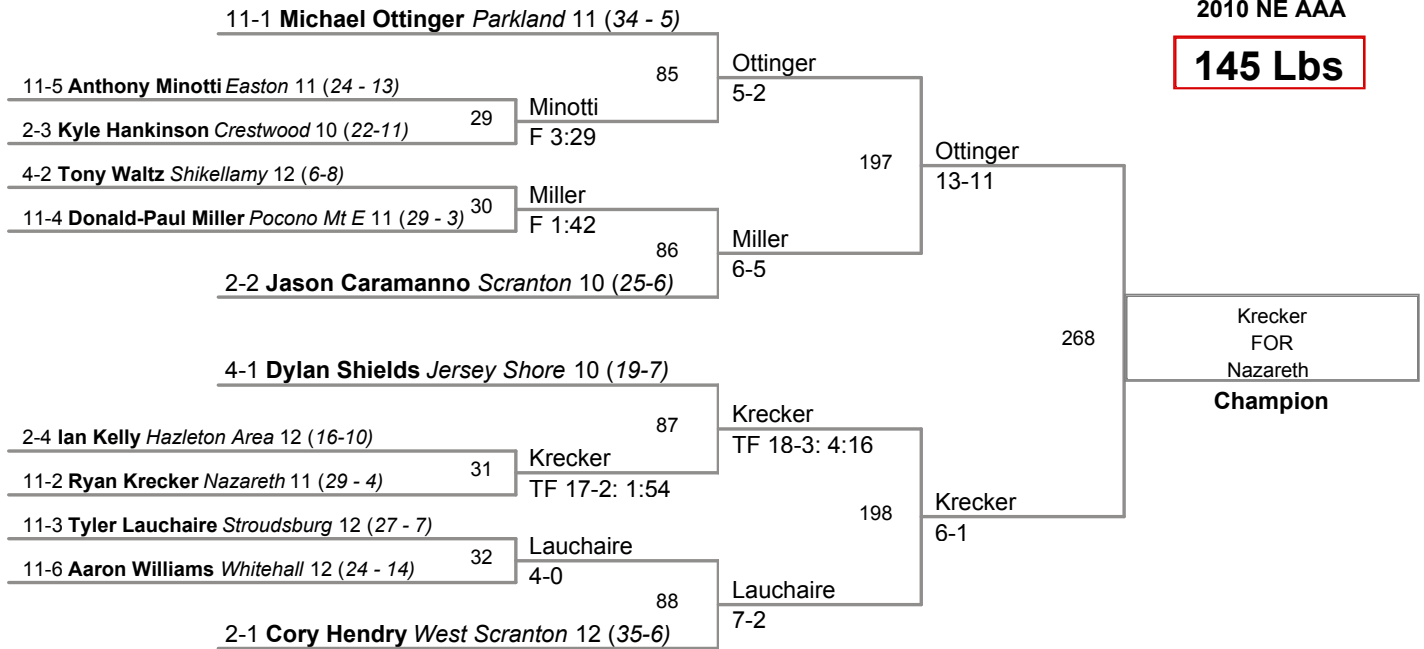 2010 NE AAA
145 Lbs
11-1 Michael Ottinger Parkland 11 (34 - 5)
85
Ottinger
5-2
11-5 Anthony Minotti Easton 11 (24 - 13)
29
Minotti
F 3:29
2-3 Kyle Hankinson Crestwood 10 (22-11)
197
Ottinger
13-11
4-2 Tony Waltz Shikellamy 12 (6-8)
30
Miller
F 1:42
11-4 Donald-Paul Miller Pocono Mt E 11 (29 - 3)
86
Miller
6-5
2-2 Jason Caramanno Scranton 10 (25-6)
268
Krecker
FOR
Nazareth
Champion
4-1 Dylan Shields Jersey Shore 10 (19-7)
87
Krecker
TF 18-3: 4:16
2-4 Ian Kelly Hazleton Area 12 (16-10)
31
Krecker
TF 17-2: 1:54
11-2 Ryan Krecker Nazareth 11 (29 - 4)
198
Krecker
6-1
11-3 Tyler Lauchaire Stroudsburg 12 (27 - 7)
32
Lauchaire
4-0
11-6 Aaron Williams Whitehall 12 (24 - 14)
88
Lauchaire
7-2
2-1 Cory Hendry West Scranton 12 (35-6)